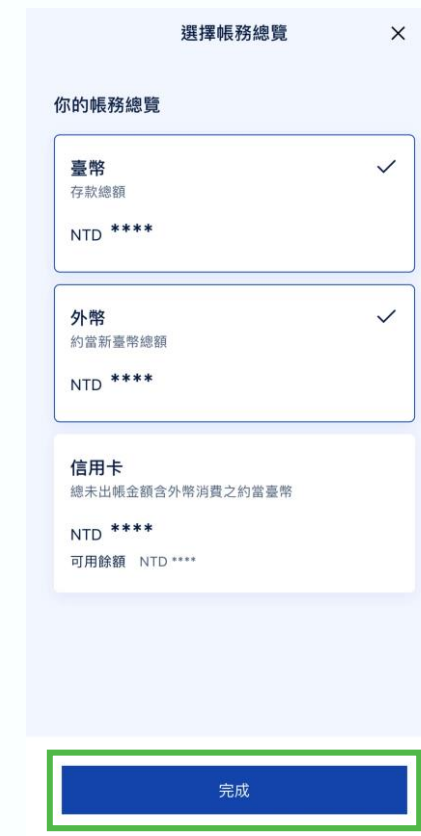 選擇帳務總覽
你的帳務總覽
臺幣
存款總額
NTD ****
外幣
約當新臺幣總額
NTD ****
信用卡
總未出帳金額含外幣消費之約當臺幣
NTD ****
可用餘額 NTD ****
完成